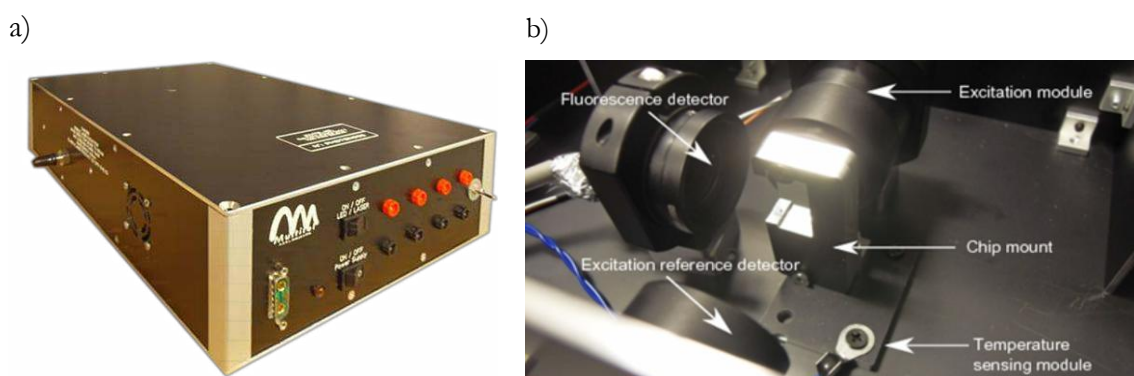 a)
b)
ON / OFF
LED / LASER
ON / OFF
Power Supply
Fluorescence detector
Excitation module
Chip mount
Excitation reference detector
Temperature
sensing module